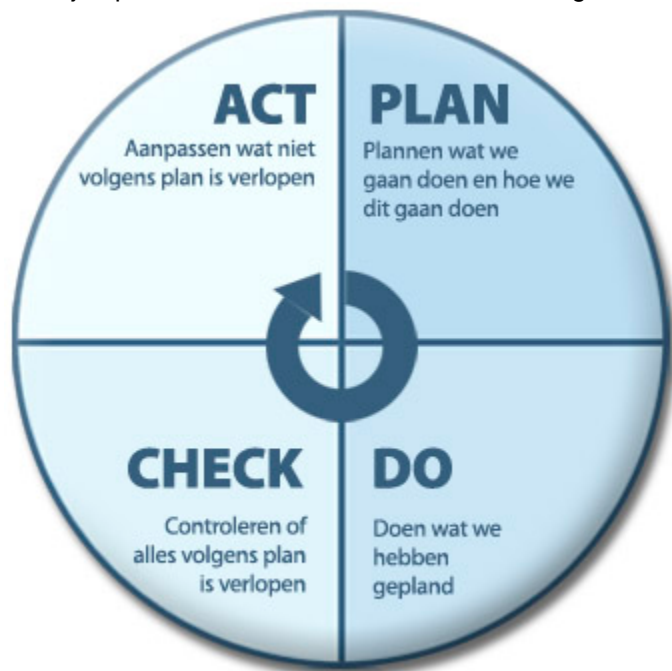 ACT
Aanpassen wat niet
volgens plan is verlopen
PLAN
Plannen wat we
gaan doen en hoe we
dit gaan doen
CHECK
Controleren of
alles volgens plan
is verlopen
DO
Doen wat we
hebben
gepland